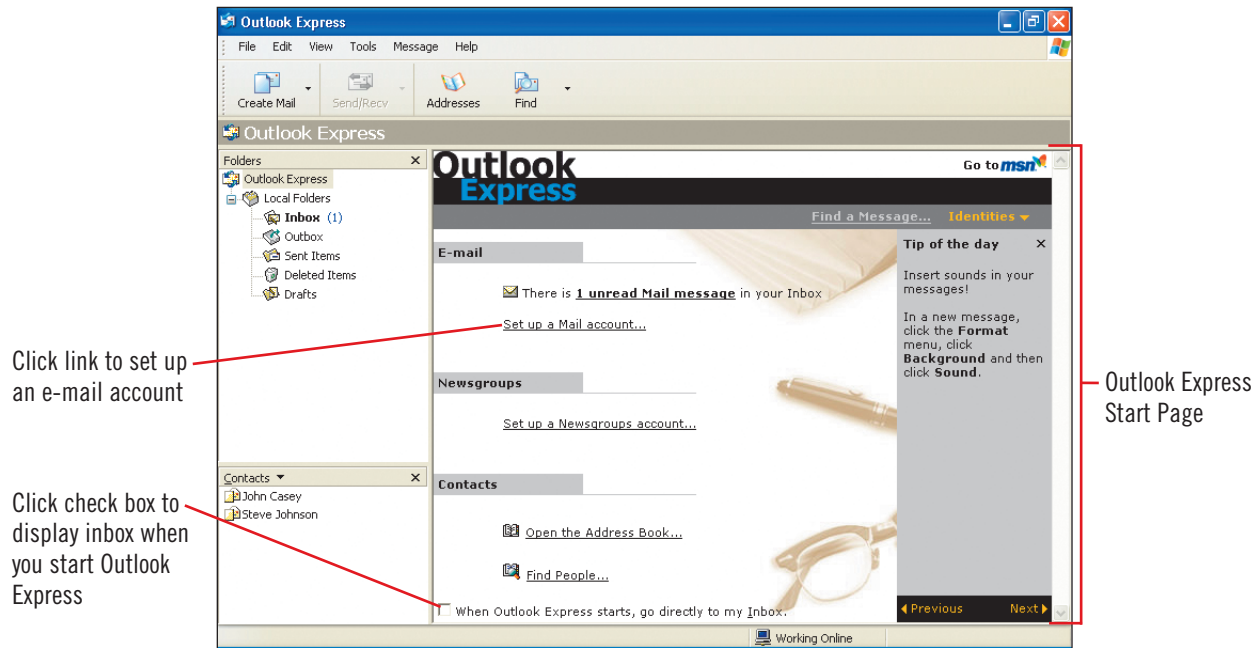 Outlook Express
File Edit View Tools Message Help
Create Mail Send/Recv Addresses Find
Outlook Express
Folders
Outlook Express
Local Folders
Inbox (1)
Outbox
Sent Items
Deleted Items
Drafts
Contacts
John Casey
Steve Johnson
Outlook
Express
Go to msn
Find a Message... Identities
E-mail
There is 1 unread Mail message in your Inbox
Set up a Mail account...
Newsgroups
Set up a Newsgroups account...
Contacts
Open the Address Book...
Find People...
When Outlook Express starts, go directly to my Inbox.
Tip of the day
Insert sounds in your
messages!
In a new message,
click the Format
menu, click
Background and then
click Sound.
Previous Next
Working Online
Click link to set up
an e-mail account
Click check box to
display inbox when
you start Outlook
Express
Outlook Express
Start Page